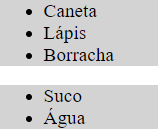 • Caneta
• Lápis
• Borracha
• Suco
• Água